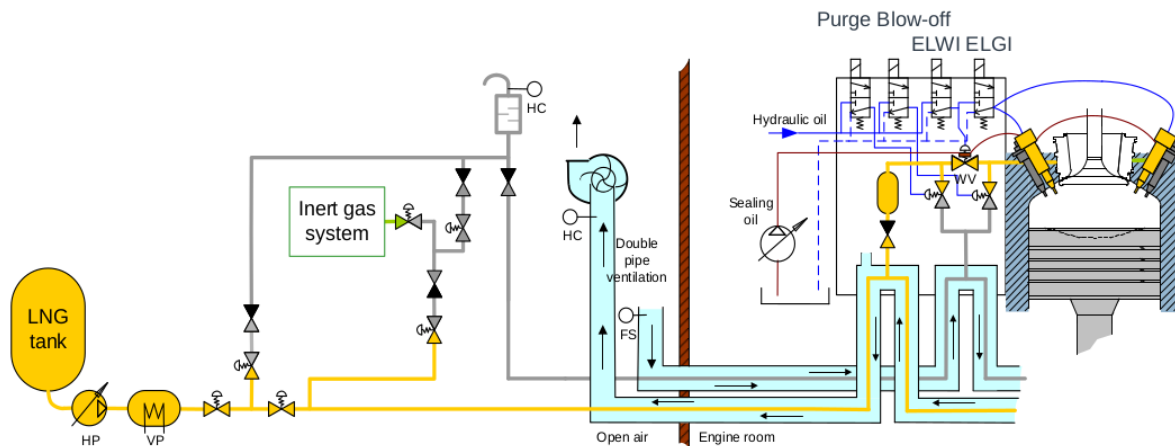 Purge Blow-off
ELWI ELGI
HC
Hydraulic oil
WV
Inert gas
system
Sealing
oil
HC
Double
pipe
ventilation
LNG
tank
FS
HP
VP
Open air
Engine room